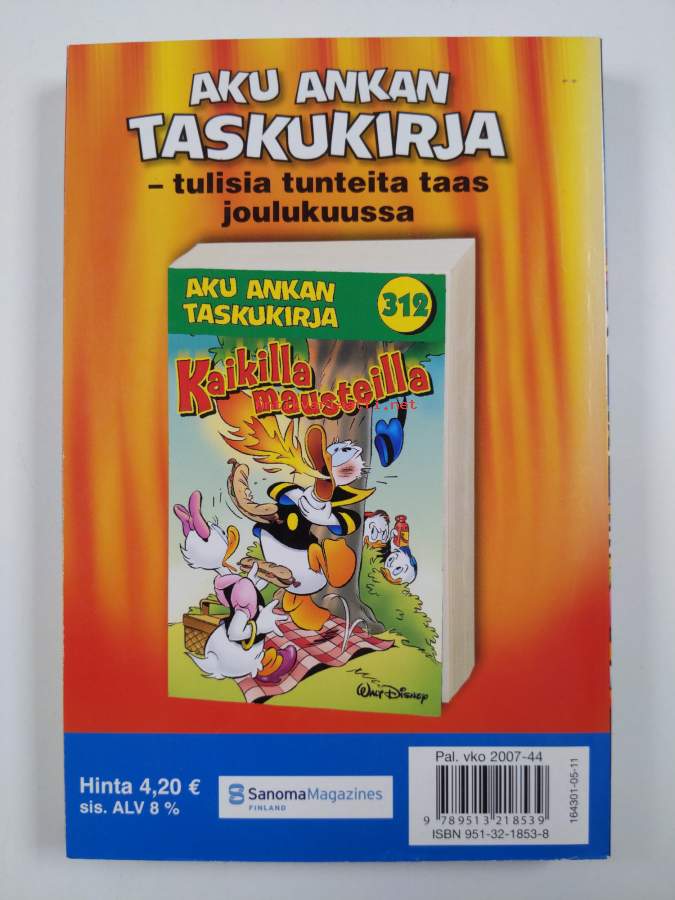 AKU ANKAN
TASKUKIRJA
– tulisia tunteita taas
joulukuussa
AKU ANKAN
TASKUKIRJA
312
Kaikilla
mausteilla
.net
WALT DISNEY
Hinta 4,20 €
sis. ALV 8 %
SanomaMagazines
FINLAND
Pal. vko 2007-44
9 789513 218539
ISBN 951-32-1853-8
164301-05-11